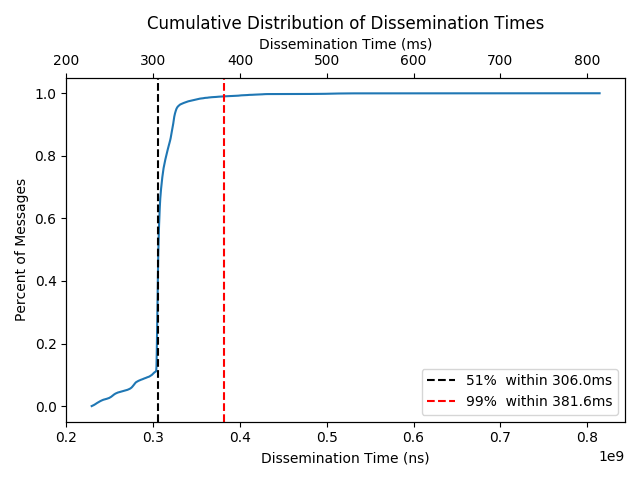 Cumulative Distribution of Dissemination Times
Dissemination Time (ms)
200 300 400 500 600 700 800
Percent of Messages
1.0
0.8
0.6
0.4
0.2
0.0
51%  within 306.0ms
99%  within 381.6ms
0.2 0.3 0.4 0.5 0.6 0.7 0.8
1e9
Dissemination Time (ns)